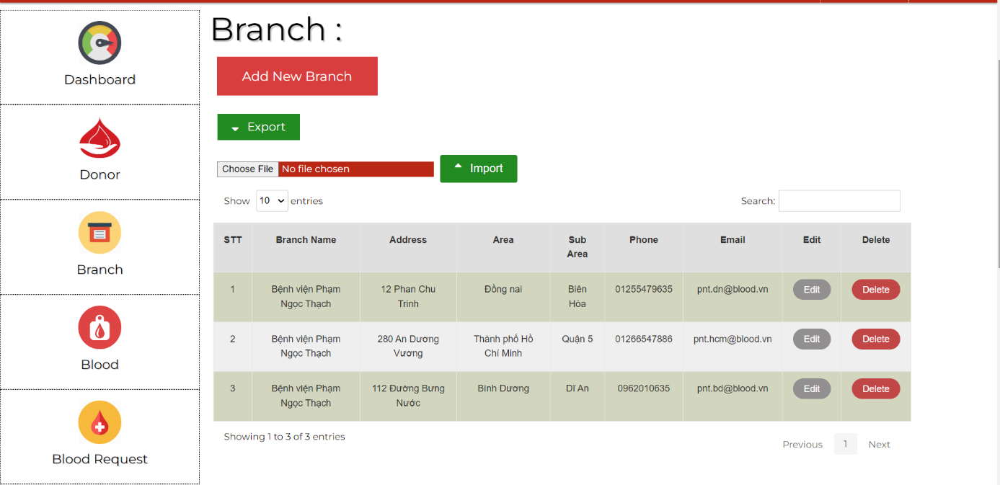 Branch :
Dashboard
Donor
Branch
Blood
Blood Request
Add New Branch
Export
Choose File No file chosen
Import
Show 10 entries
Search:
STT Branch Name Address Area Sub Area Phone Email Edit Delete
1 Bệnh viện Phạm Ngọc Thạch 12 Phan Chu Trinh Đồng nai Biên Hòa 01255479635 pnt.dn@blood.vn Edit Delete
2 Bệnh viện Phạm Ngọc Thạch 280 An Dương Vương Thành phố Hồ Chí Minh Quận 5 01266547886 pnt.hcm@blood.vn Edit Delete
3 Bệnh viện Phạm Ngọc Thạch 112 Đường Bưng Nước Bình Dương Dĩ An 0962010635 pnt.bd@blood.vn Edit Delete
Showing 1 to 3 of 3 entries
Previous 1 Next